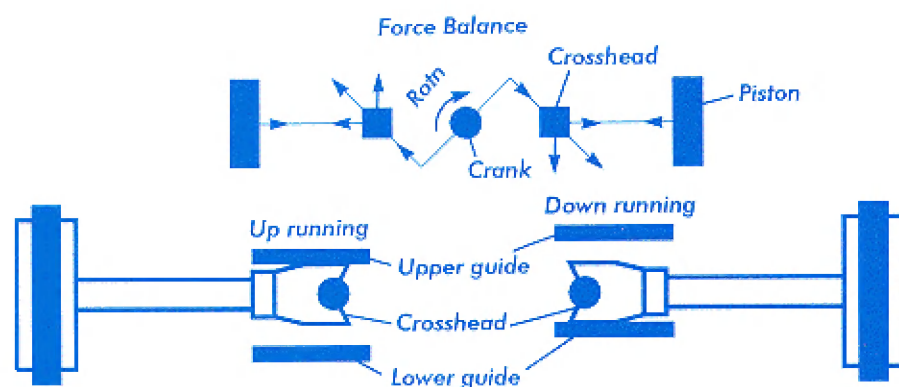 Force Balance
Crosshead
Rotn
Piston
Crank
Up running
Down running
Upper guide
Crosshead
Lower guide